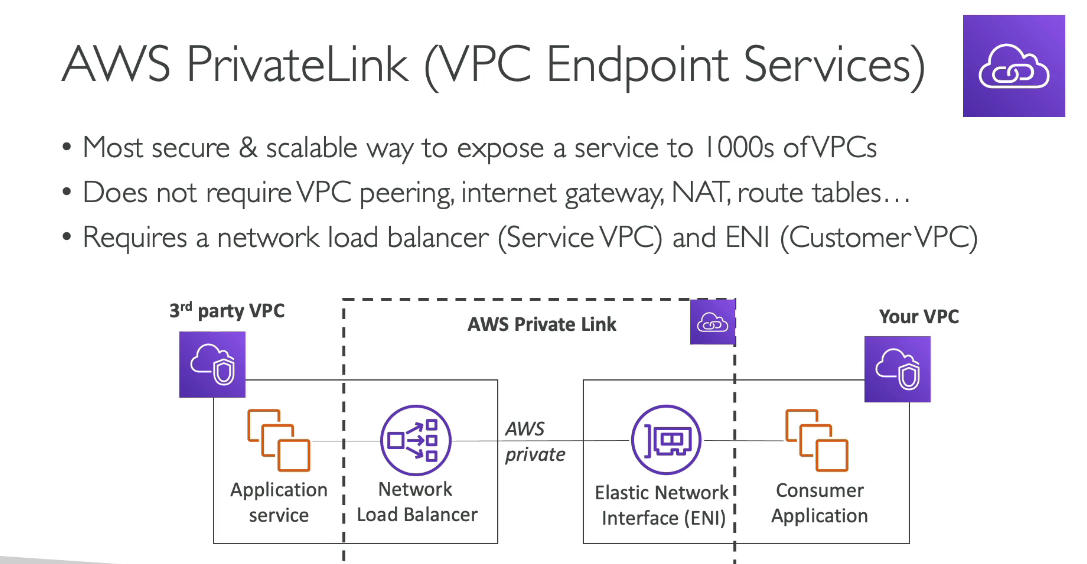 AWS PrivateLink (VPC Endpoint Services)
• Most secure & scalable way to expose a service to 1000s of VPCs
• Does not require VPC peering, internet gateway, NAT, route tables…
• Requires a network load balancer (Service VPC) and ENI (Customer VPC)
3rd party VPC
AWS Private Link
Your VPC
Application
service
Network
Load Balancer
AWS
private
Elastic Network
Interface (ENI)
Consumer
Application